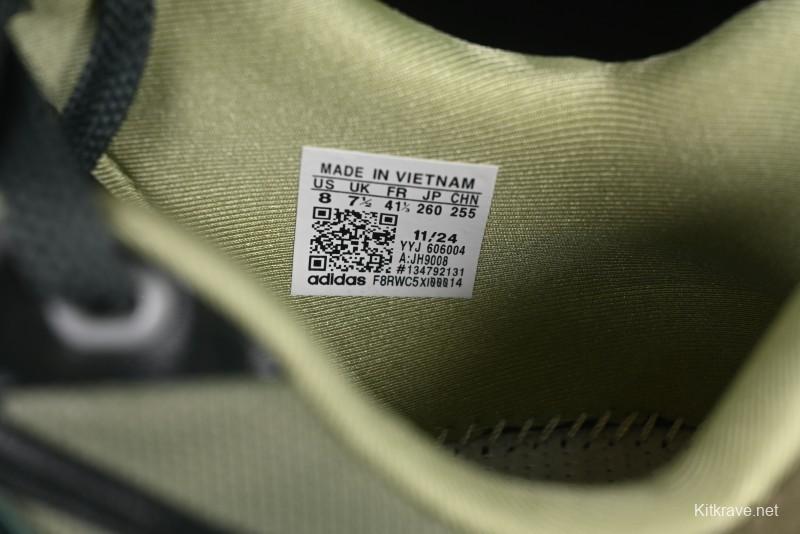 MADE IN VIETNAM
US UK FR JP CHN
8 7½ 41⅓ 260 255
11/24
YYJ 606004
A:JH9008
#134792131
adidas
Kitkrave.net